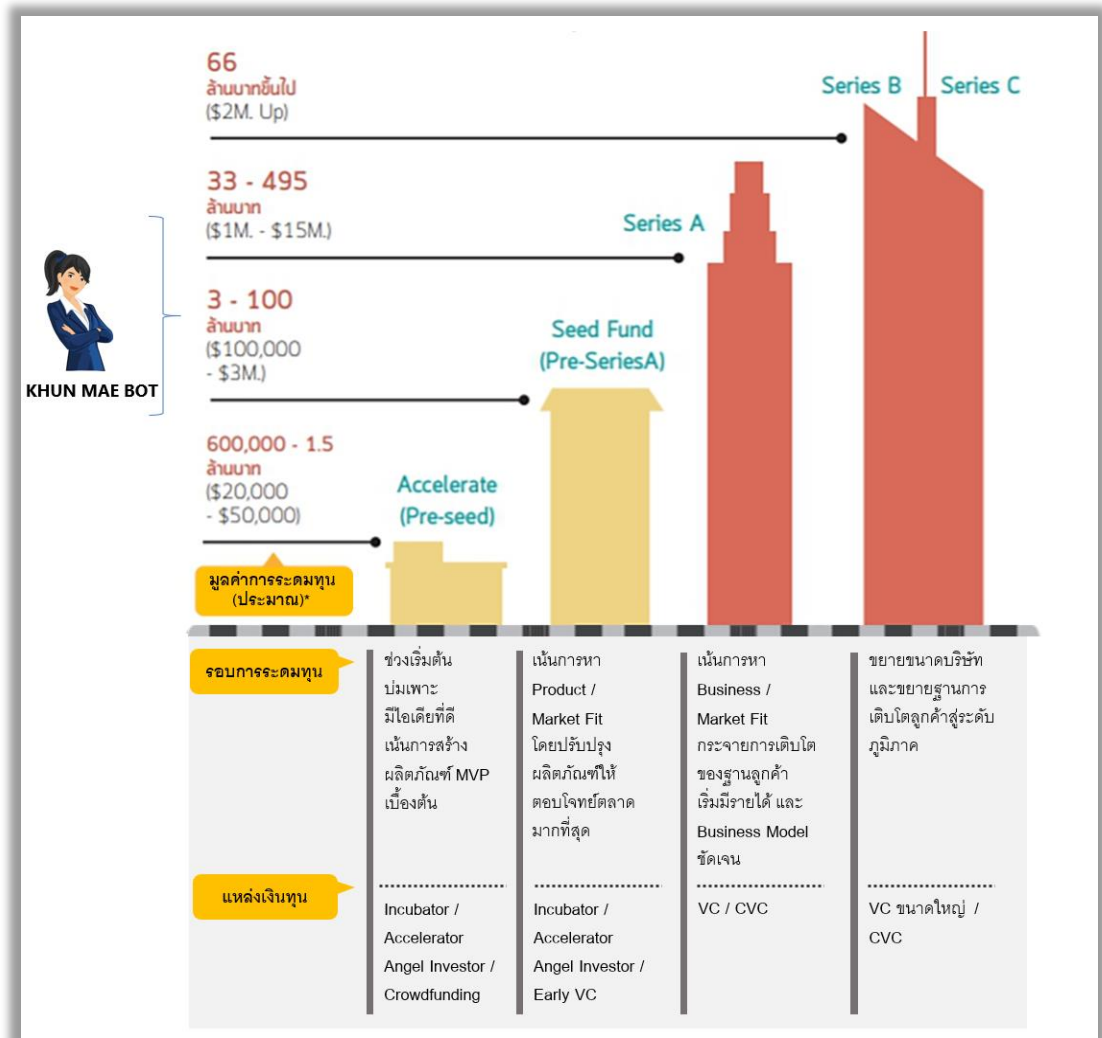 66
ล้านบาทขึ้นไป
($2M. Up)
Series B
Series C
33 - 495
ล้านบาท
($1M. - $15M.)
Series A
3 - 100
ล้านบาท
($100,000
- $3M.)
Seed Fund
(Pre-SeriesA)
KHUN MAE BOT
600,000 - 1.5
ล้านบาท
($20,000
- $50,000)
Accelerate
(Pre-seed)
มูลค่าการระดมทุน
(ประมาณ)*
รอบการระดมทุน
ช่วงเริ่มต้น
บ่มเพาะ
มีไอเดียที่ดี
เน้นการสร้าง
ผลิตภัณฑ์ MVP
เบื้องต้น
เน้นการหา
Product /
Market Fit
โดยปรับปรุง
ผลิตภัณฑ์ให้
ตอบโจทย์ตลาด
มากที่สุด
เน้นการหา
Business /
Market Fit
กระจายการเติบโต
ของฐานลูกค้า
เริ่มมีรายได้ และ
Business Model
ชัดเจน
ขยายขนาดบริษัท
และขยายฐานการ
เติบโตลูกค้าสู่ระดับ
ภูมิภาค
แหล่งเงินทุน
Incubator /
Accelerator
Angel Investor /
Crowdfunding
Incubator /
Accelerator
Angel Investor /
Early VC
VC / CVC
VC ขนาดใหญ่ /
CVC